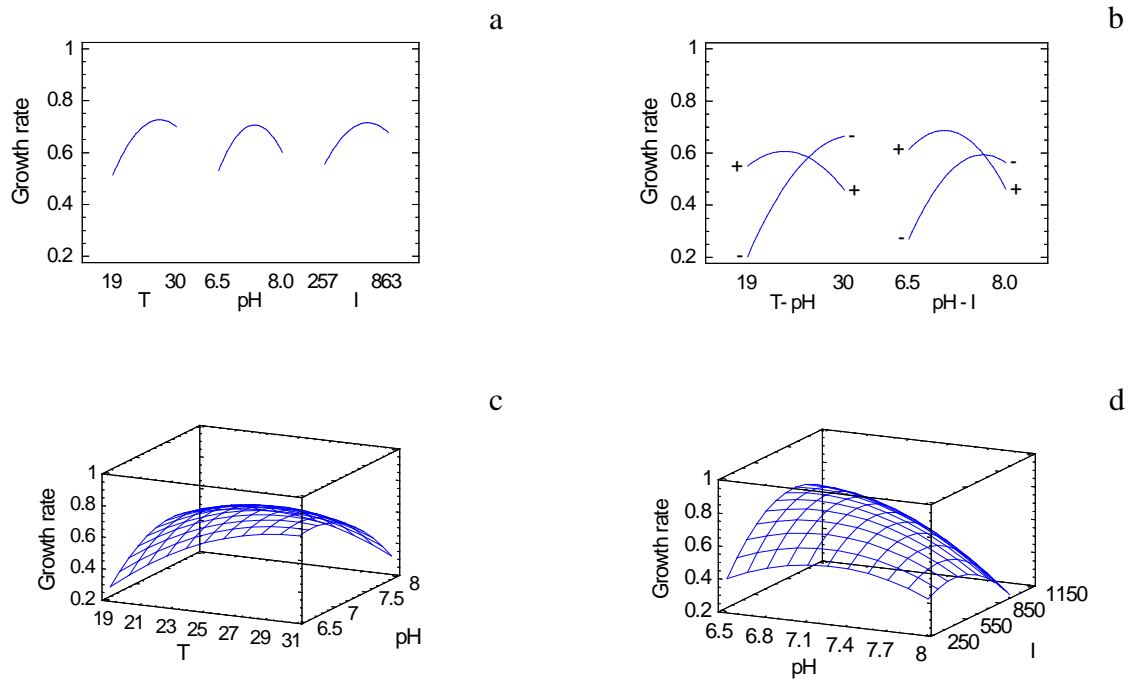 a
1
0.8
0.6
0.4
0.2
Growth rate
19 30 6.5 8.0 257 863
T pH I
b
1
0.8
0.6
0.4
0.2
Growth rate
+ - + -
- + - +
19 30 6.5 8.0
T- pH pH - I
c
1
0.8
0.6
0.4
0.2
Growth rate
19 21 23 25 27 29 31
T
6.5 7 7.5 8
pH
d
1
0.8
0.6
0.4
0.2
Growth rate
6.5 6.8 7.1 7.4 7.7 8
pH
250 550 850 1150
I